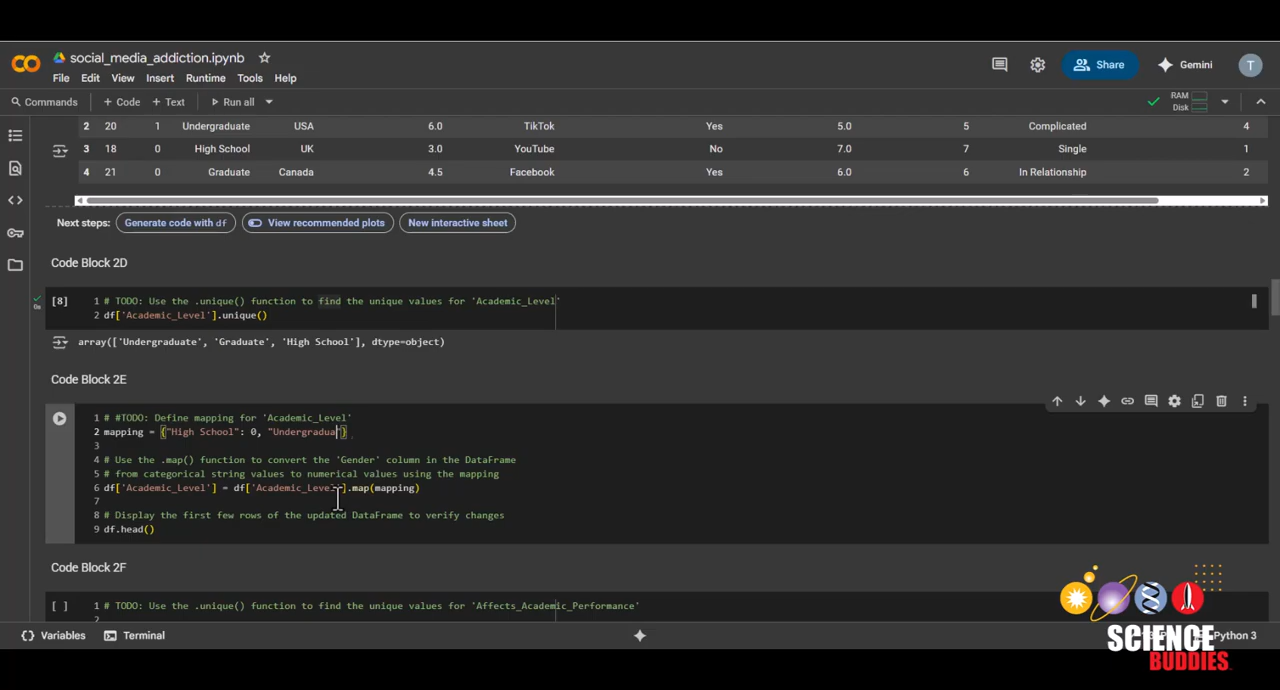 social_media_addiction.ipynb
File Edit View Insert Runtime Tools Help
Share
Gemini
T
Commands + Code + Text Run all
RAM
Disk
2 20 1 Undergraduate USA 6.0 TikTok Yes 5.0 5 Complicated 4
3 18 0 High School UK 3.0 YouTube No 7.0 7 Single 1
4 21 0 Graduate Canada 4.5 Facebook Yes 6.0 6 In Relationship 2
Next steps: Generate code with df View recommended plots New interactive sheet
Code Block 2D
[8] 1 # TODO: Use the .unique() function to find the unique values for 'Academic_Level'
0s
2 df['Academic_Level'].unique()
array(['Undergraduate', 'Graduate', 'High School'], dtype=object)
Code Block 2E
1 # #TODO: Define mapping for 'Academic_Level'
2 mapping = {"High School": 0, "Undergradua"}
3
4 # Use the .map() function to convert the 'Gender' column in the DataFrame
5 # from categorical string values to numerical values using the mapping
6 df['Academic_Level'] = df['Academic_Level'].map(mapping)
7
8 # Display the first few rows of the updated DataFrame to verify changes
9 df.head()
Code Block 2F
[ ] 1 # TODO: Use the .unique() function to find the unique values for 'Affects_Academic_Performance'
2
Variables Terminal
Python 3
SCIENCE
BUDDIES